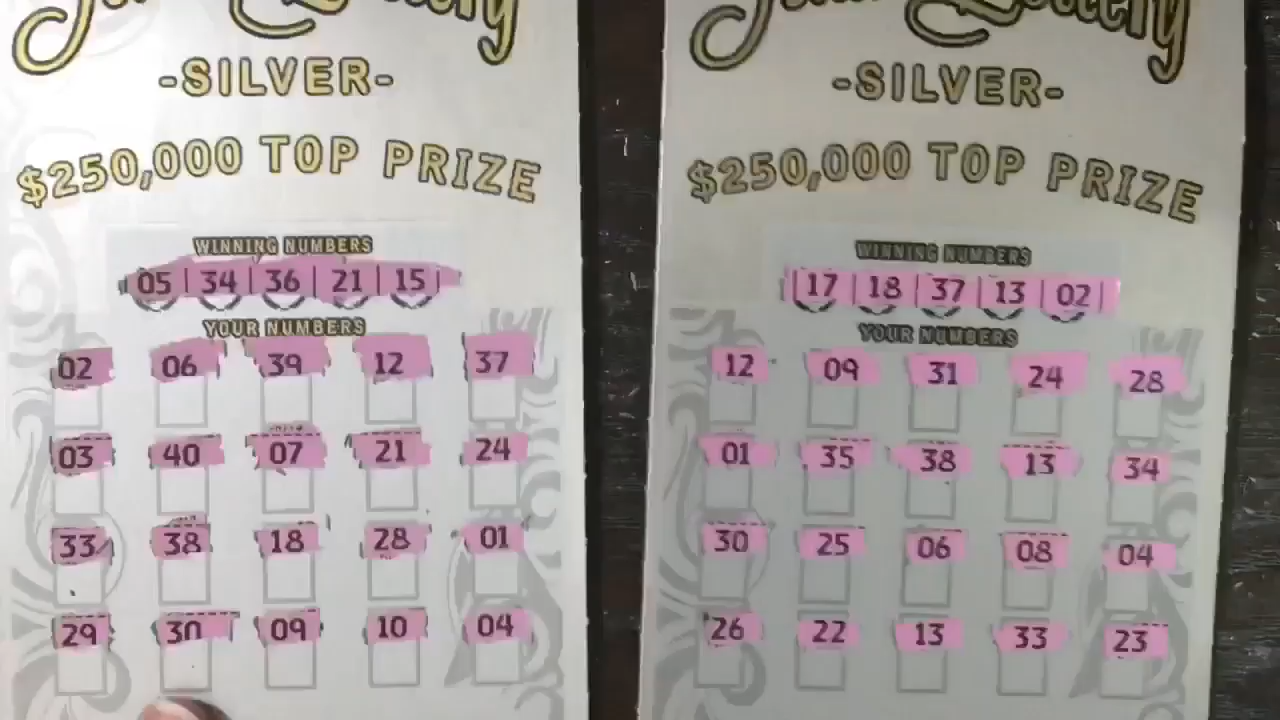 Lottery
-SILVER-
$250,000 TOP PRIZE
WINNING NUMBERS
05 34 36 21 15
YOUR NUMBERS
02 06 39 12 37
03 40 07 21 24
33 38 18 28 01
29 30 09 10 04
Lottery
-SILVER-
$250,000 TOP PRIZE
WINNING NUMBERS
17 18 37 13 02
YOUR NUMBERS
12 09 31 24 28
01 35 38 13 34
30 25 06 08 04
26 22 13 33 23